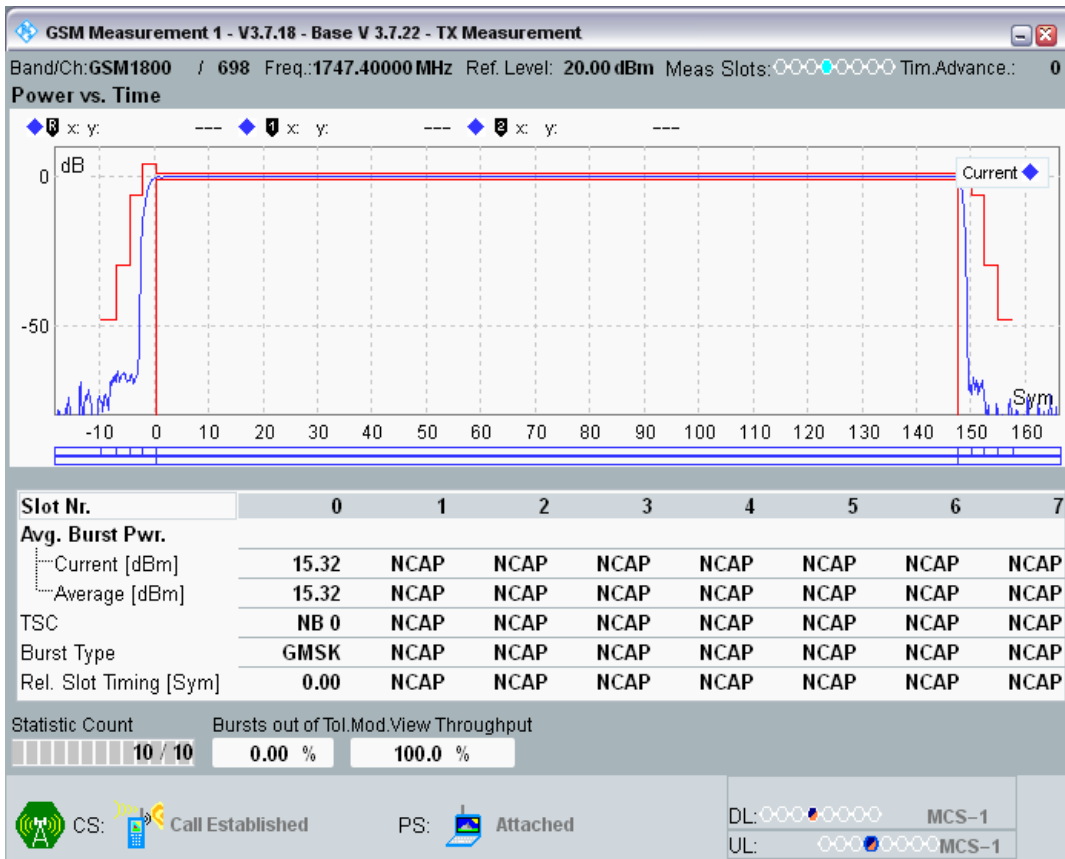 GSM Measurement 1 - V3.7.18 - Base V 3.7.22 - TX Measurement
Band/Ch:GSM1800 / 698 Freq.:1747.40000 MHz Ref. Level: 20.00 dBm Meas Slots: Tim.Advance.: 0
Power vs. Time
R x: y: --- 1 x: y: --- 2 x: y: ---
dB
Current
0
-50
Sym
-10 0 10 20 30 40 50 60 70 80 90 100 110 120 130 140 150 160
Slot Nr. 0 1 2 3 4 5 6 7
Avg. Burst Pwr.
Current [dBm] 15.32 NCAP NCAP NCAP NCAP NCAP NCAP NCAP
Average [dBm] 15.32 NCAP NCAP NCAP NCAP NCAP NCAP NCAP
TSC NB 0 NCAP NCAP NCAP NCAP NCAP NCAP NCAP
Burst Type GMSK NCAP NCAP NCAP NCAP NCAP NCAP NCAP
Rel. Slot Timing [Sym] 0.00 NCAP NCAP NCAP NCAP NCAP NCAP NCAP
Statistic Count Bursts out of Tol. Mod.View Throughput
10 / 10 0.00 % 100.0 %
CS: Call Established PS: Attached DL: MCS-1
UL: MCS-1